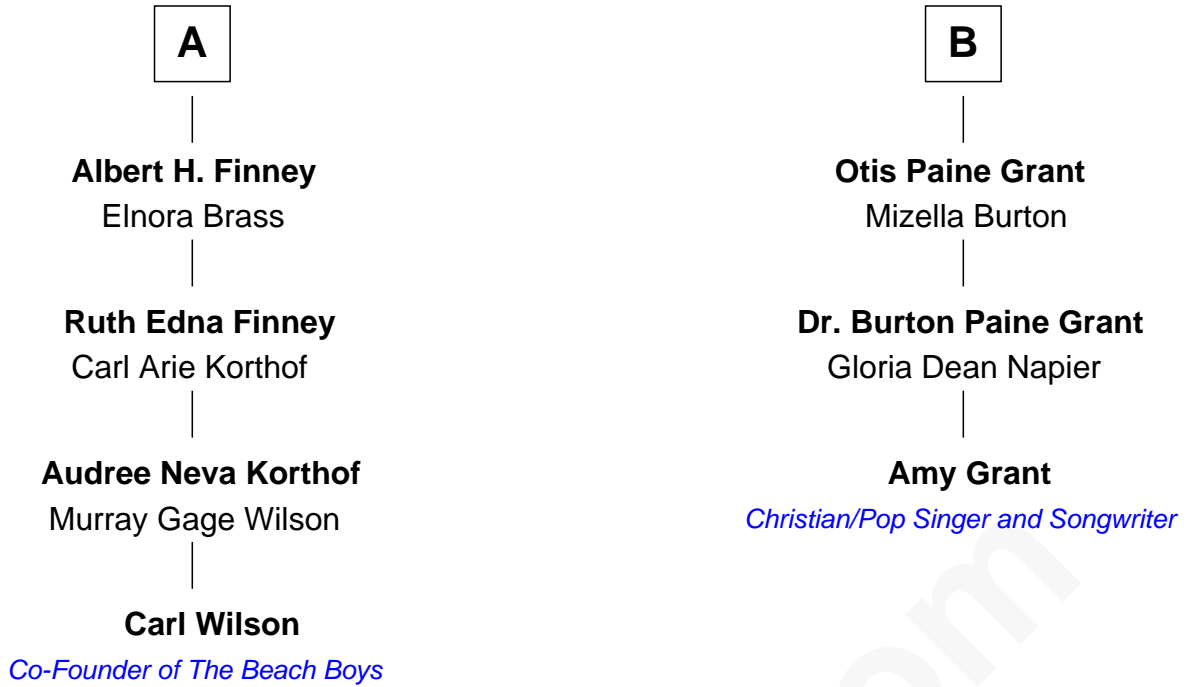 A
B
Albert H. Finney
Elnora Brass
Otis Paine Grant
Mizella Burton
Ruth Edna Finney
Carl Arie Korthof
Dr. Burton Paine Grant
Gloria Dean Napier
Audree Neva Korthof
Murray Gage Wilson
Amy Grant
Christian/Pop Singer and Songwriter
Carl Wilson
Co-Founder of The Beach Boys
om